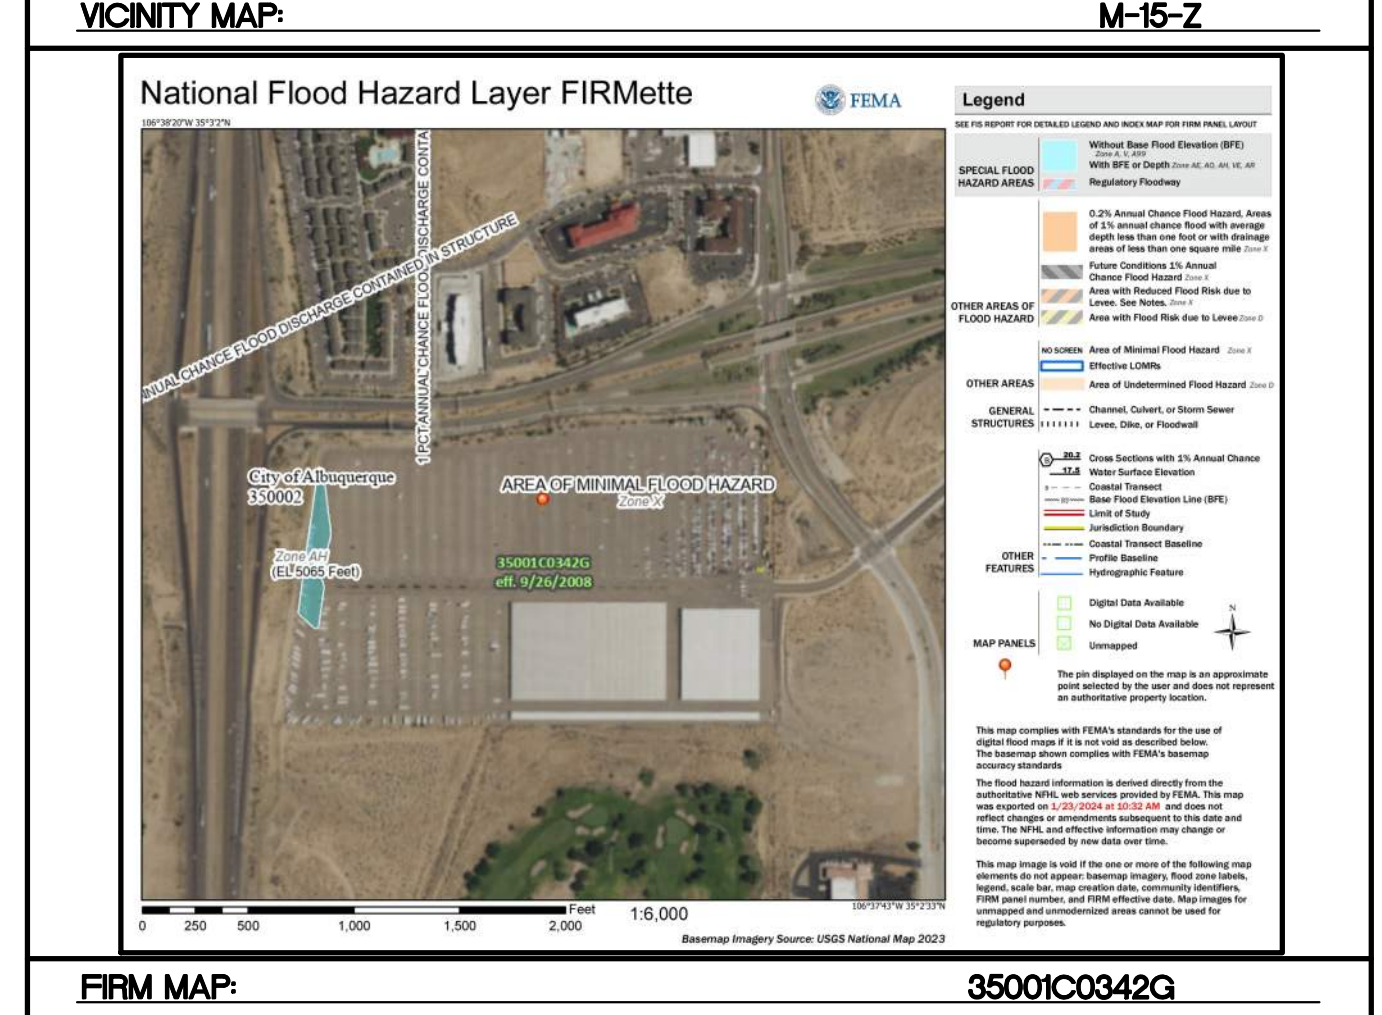 VICINITY MAP: M-15-Z
National Flood Hazard Layer FIRMette
FEMA
106°38'20"W 35°3'2"N
1 PCT ANNUAL CHANCE FLOOD DISCHARGE CONTA
NNUAL CHANCE FLOOD DISCHARGE CONTAINED IN STRUCTURE
City of Albuquerque
350002
AREA OF MINIMAL FLOOD HAZARD
Zone X
Zone AH
(EL 5065 Feet)
35001C0342G
eff. 9/26/2008
Feet
1:6,000
0 250 500 1,000 1,500 2,000
106°37'43"W 35°2'33"N
Basemap Imagery Source: USGS National Map 2023
Legend
SEE FIS REPORT FOR DETAILED LEGEND AND INDEX MAP FOR FIRM PANEL LAYOUT
SPECIAL FLOOD
HAZARD AREAS
Without Base Flood Elevation (BFE)
Zone A, V, A99
With BFE or Depth Zone AE, AO, AH, VE, AR
Regulatory Floodway
0.2% Annual Chance Flood Hazard, Areas
of 1% annual chance flood with average
depth less than one foot or with drainage
areas of less than one square mile Zone X
Future Conditions 1% Annual
Chance Flood Hazard Zone X
Area with Reduced Flood Risk due to
Levee. See Notes. Zone X
Area with Flood Risk due to Levee Zone D
OTHER AREAS OF
FLOOD HAZARD
NO SCREEN Area of Minimal Flood Hazard Zone X
Effective LOMRs
OTHER AREAS
Area of Undetermined Flood Hazard Zone D
GENERAL
STRUCTURES
Channel, Culvert, or Storm Sewer
Levee, Dike, or Floodwall
B 20.2 Cross Sections with 1% Annual Chance
17.5 Water Surface Elevation
Coastal Transect
Base Flood Elevation Line (BFE)
Limit of Study
Jurisdiction Boundary
Coastal Transect Baseline
OTHER
FEATURES
Profile Baseline
Hydrographic Feature
Digital Data Available
No Digital Data Available
Unmapped
MAP PANELS
N
The pin displayed on the map is an approximate
point selected by the user and does not represent
an authoritative property location.
This map complies with FEMA's standards for the use of
digital flood maps if it is not void as described below.
The basemap shown complies with FEMA's basemap
accuracy standards
The flood hazard information is derived directly from the
authoritative NFHL web services provided by FEMA. This map
was exported on 1/23/2024 at 10:32 AM and does not
reflect changes or amendments subsequent to this date and
time. The NFHL and effective information may change or
become superseded by new data over time.
This map image is void if the one or more of the following map
elements do not appear: basemap imagery, flood zone labels,
legend, scale bar, map creation date, community identifiers,
FIRM panel number, and FIRM effective date. Map images for
unmapped and unmodernized areas cannot be used for
regulatory purposes.
FIRM MAP: 35001C0342G